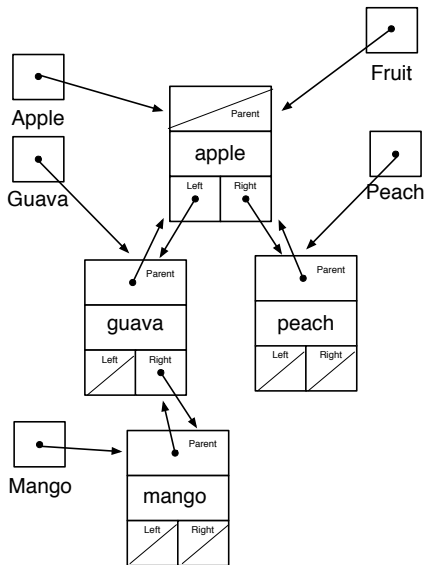 Fruit
Apple
Parent
apple
Left Right
Guava
Peach
Parent
guava
Left Right
Parent
peach
Left Right
Mango
Parent
mango
Left Right